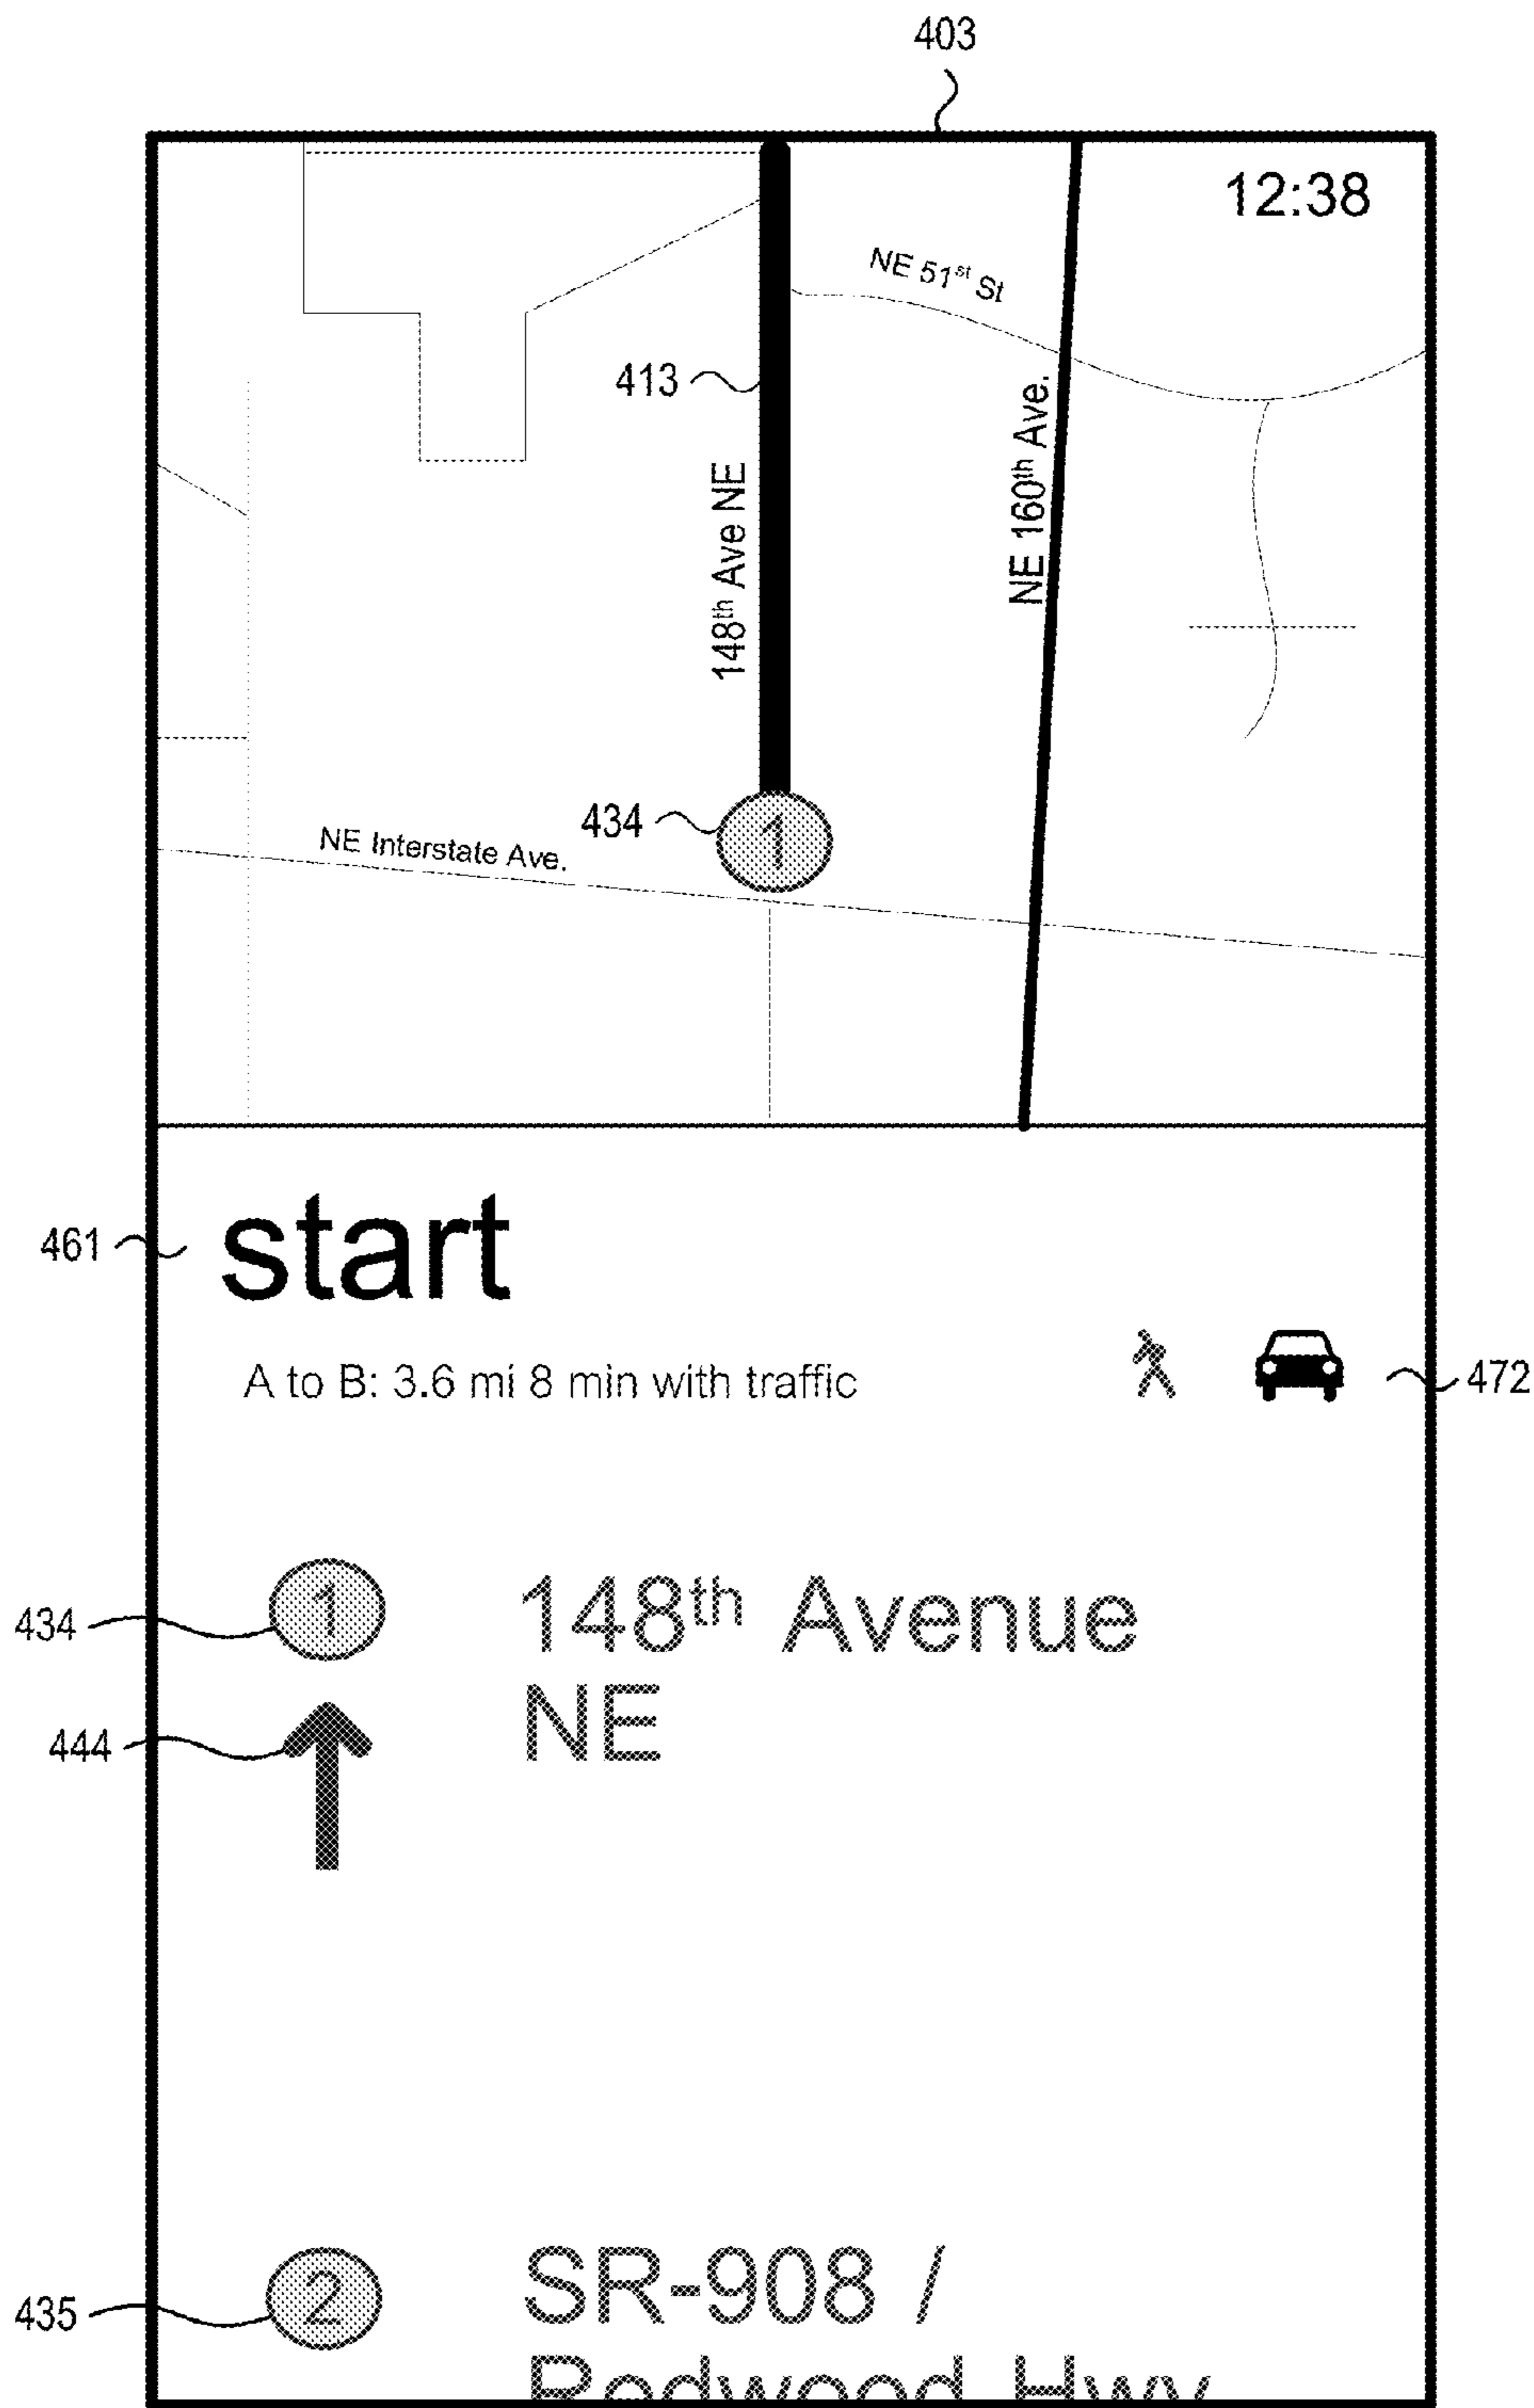 403
12:38
NE 51st St
413
148th Ave NE
NE 160th Ave.
434
1
NE Interstate Ave.
461
start
A to B: 3.6 mi 8 min with traffic
472
434
1
148th Avenue
NE
444
435
2
SR-908 /
Redwood Hwy